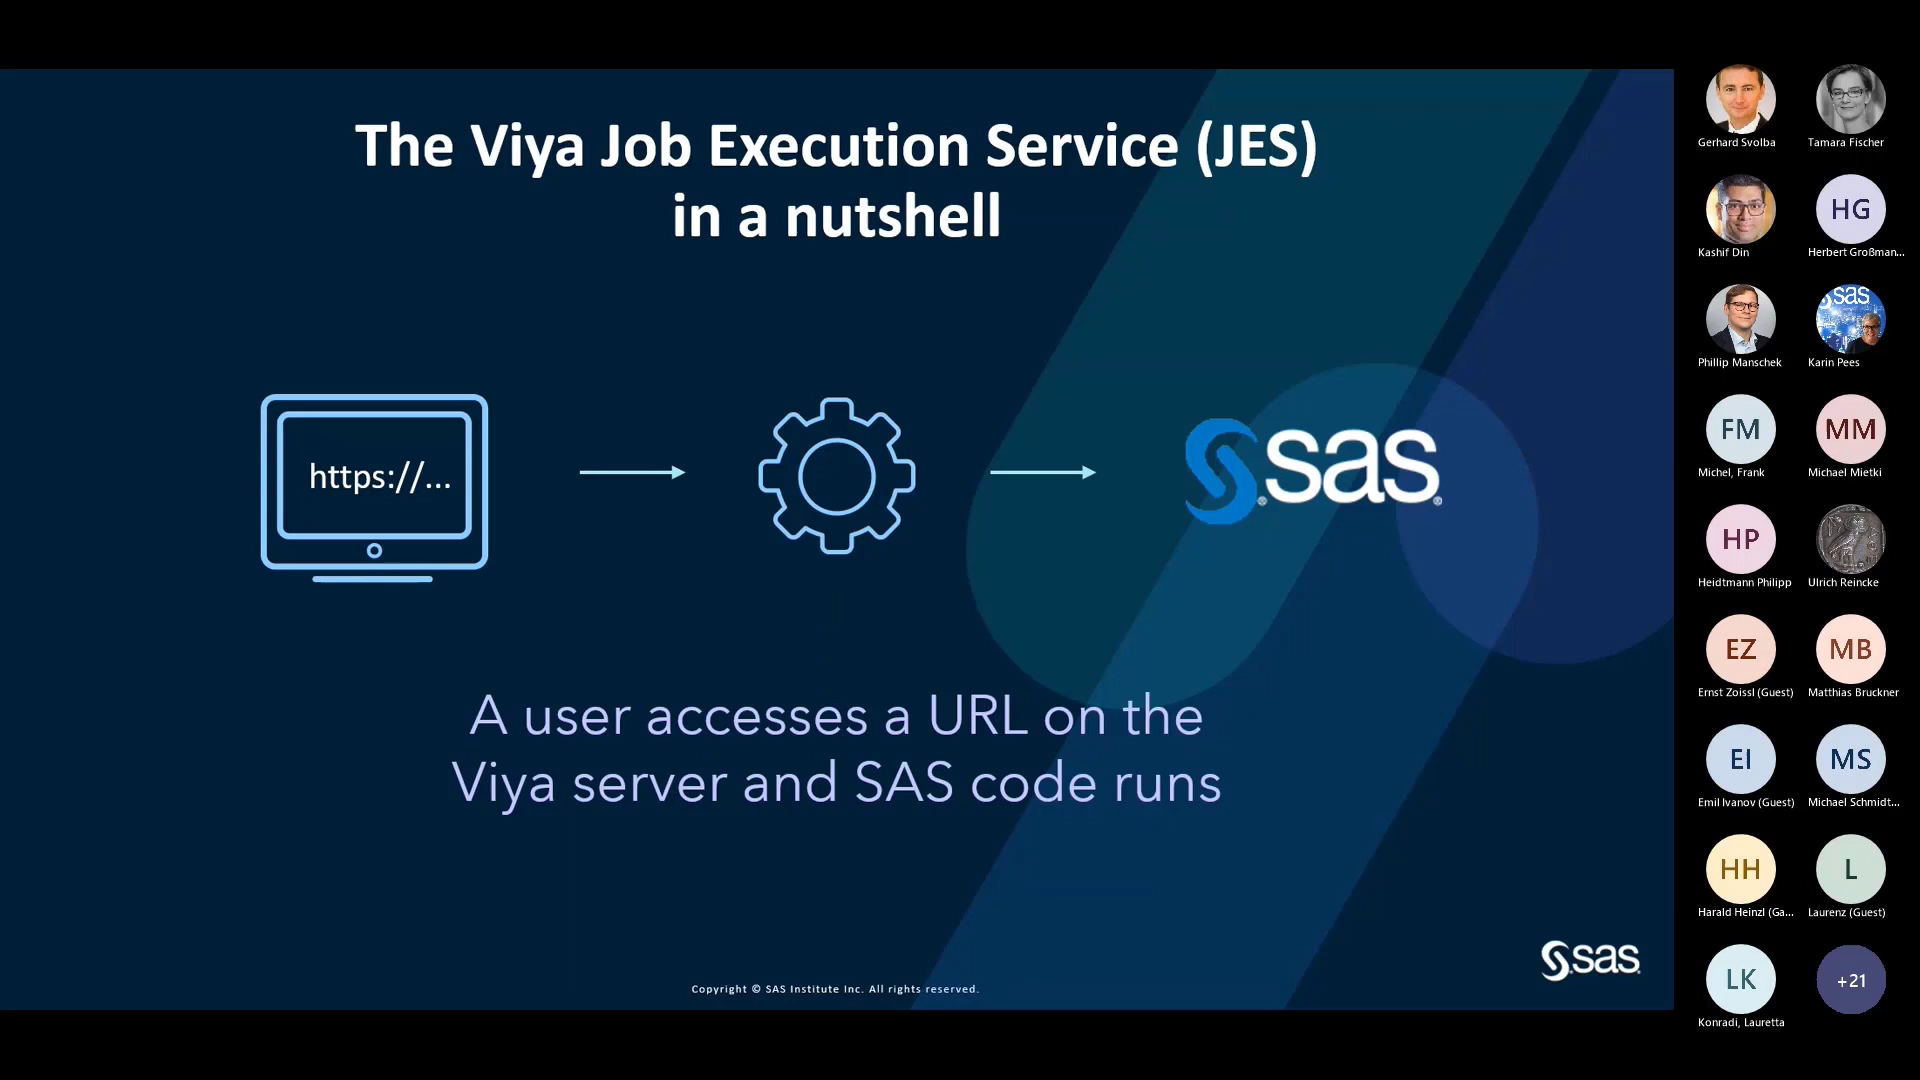 The Viya Job Execution Service (JES)
in a nutshell
https://...
sas
A user accesses a URL on the
Viya server and SAS code runs
sas
Copyright © SAS Institute Inc. All rights reserved.
Gerhard Svolba
Tamara Fischer
Kashif Din
HG
Herbert Großman...
Phillip Manschek
sas
Karin Pees
FM
Michel, Frank
MM
Michael Mietki
HP
Heidtmann Philipp
Ulrich Reincke
EZ
Ernst Zoissl (Guest)
MB
Matthias Bruckner
EI
Emil Ivanov (Guest)
MS
Michael Schmidt...
HH
Harald Heinzl (Ga...
L
Laurenz (Guest)
LK
Konradi, Lauretta
+21